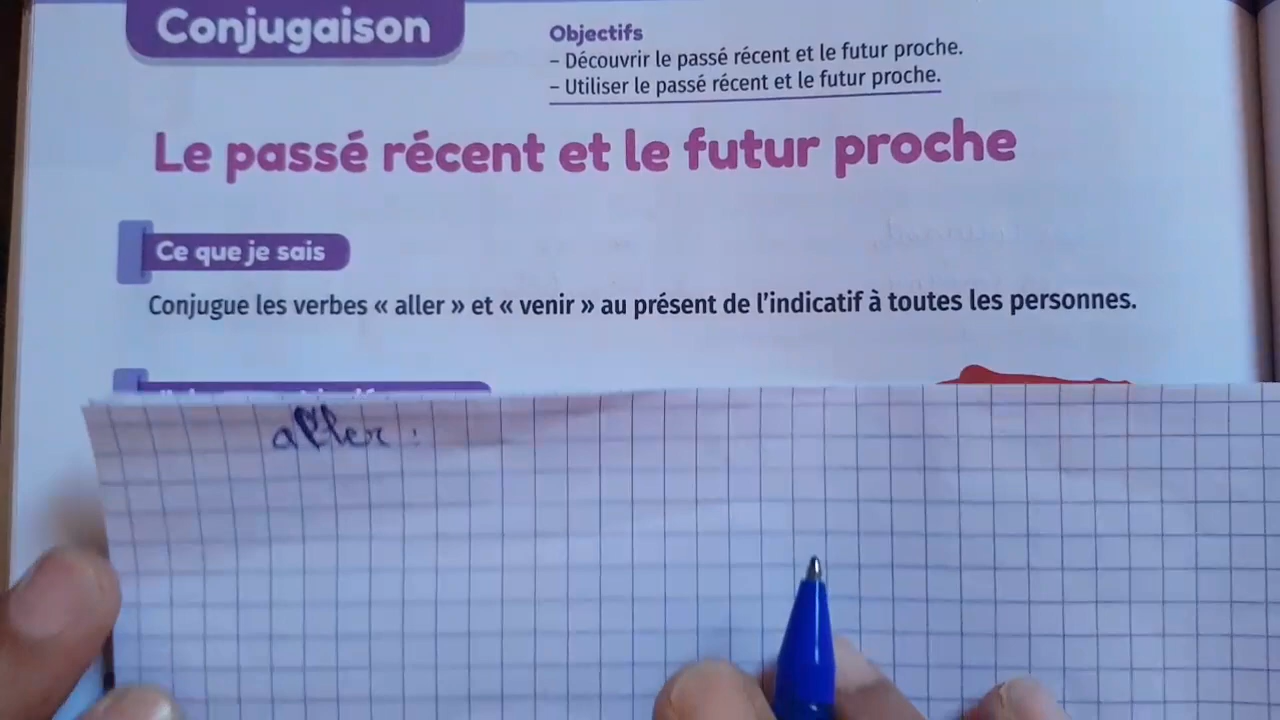 Conjugaison
Objectifs
– Découvrir le passé récent et le futur proche.
– Utiliser le passé récent et le futur proche.
Le passé récent et le futur proche
Ce que je sais
Conjugue les verbes « aller » et « venir » au présent de l'indicatif à toutes les personnes.
aller :